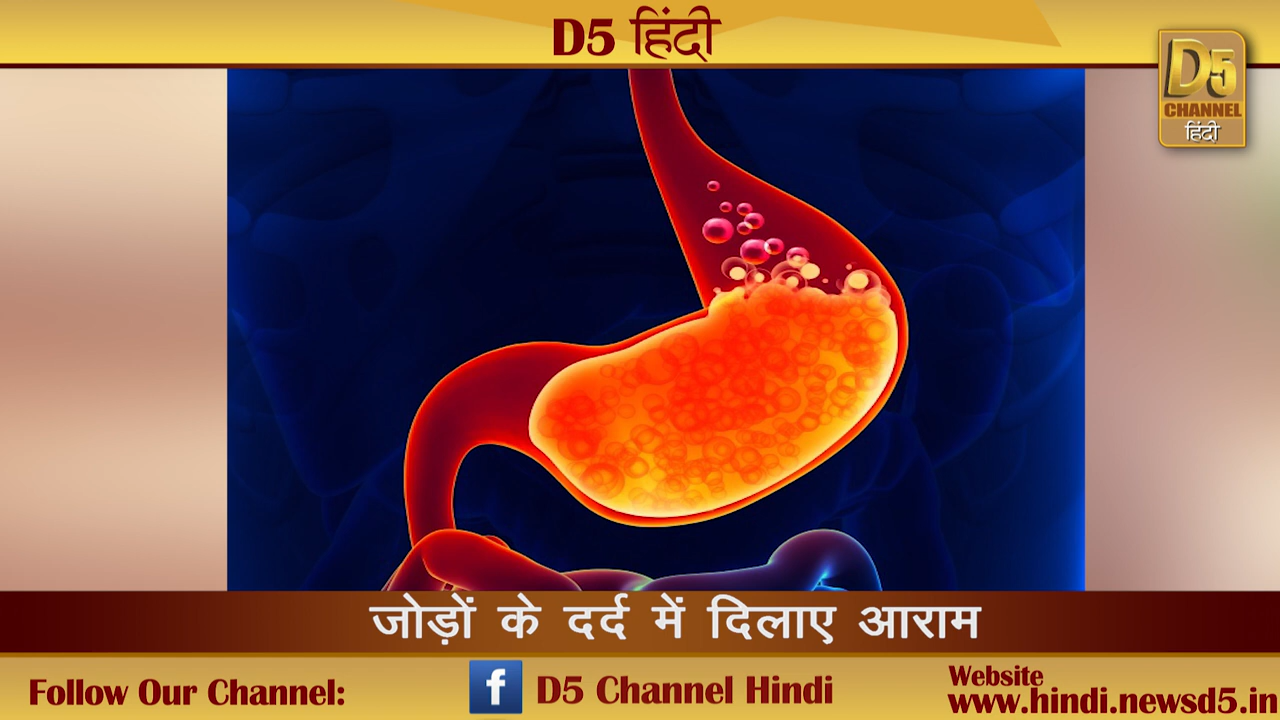 D5 हिंदी
D5
CHANNEL
हिंदी
जोड़ों के दर्द में दिलाए आराम
Follow Our Channel:
f D5 Channel Hindi
Website
www.hindi.newsd5.in